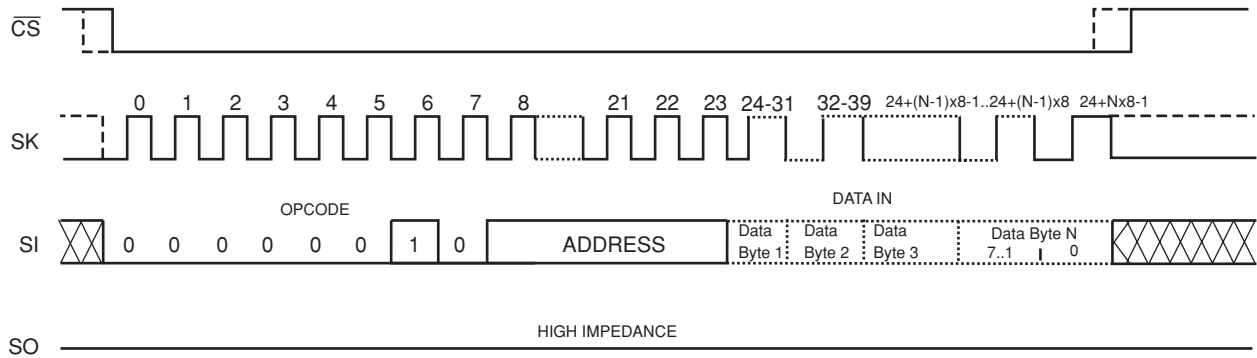 CS
0 1 2 3 4 5 6 7 8 21 22 23 24-31 32-39 24+(N-1)x8-1..24+(N-1)x8 24+Nx8-1
SK
OPCODE DATA IN
SI 0 0 0 0 0 0 1 0 ADDRESS
Data Byte 1
Data Byte 2
Data Byte 3
Data Byte N
7..1 0
HIGH IMPEDANCE
SO